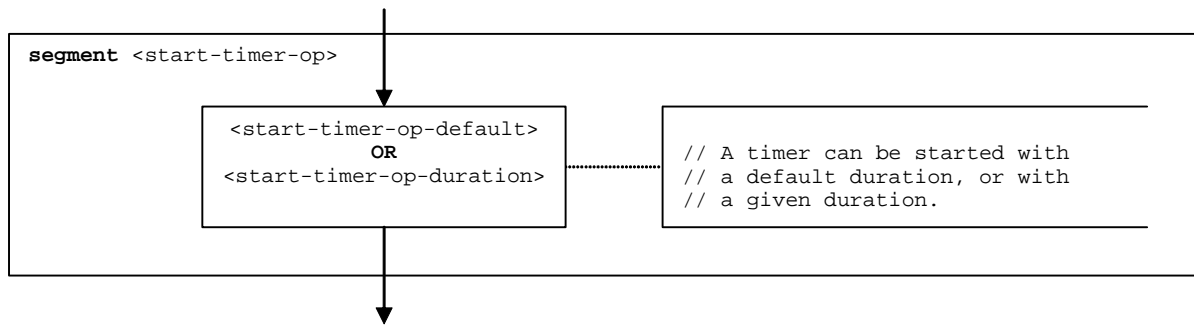 segment <start-timer-op>
<start-timer-op-default>
OR
<start-timer-op-duration>
// A timer can be started with
// a default duration, or with
// a given duration.